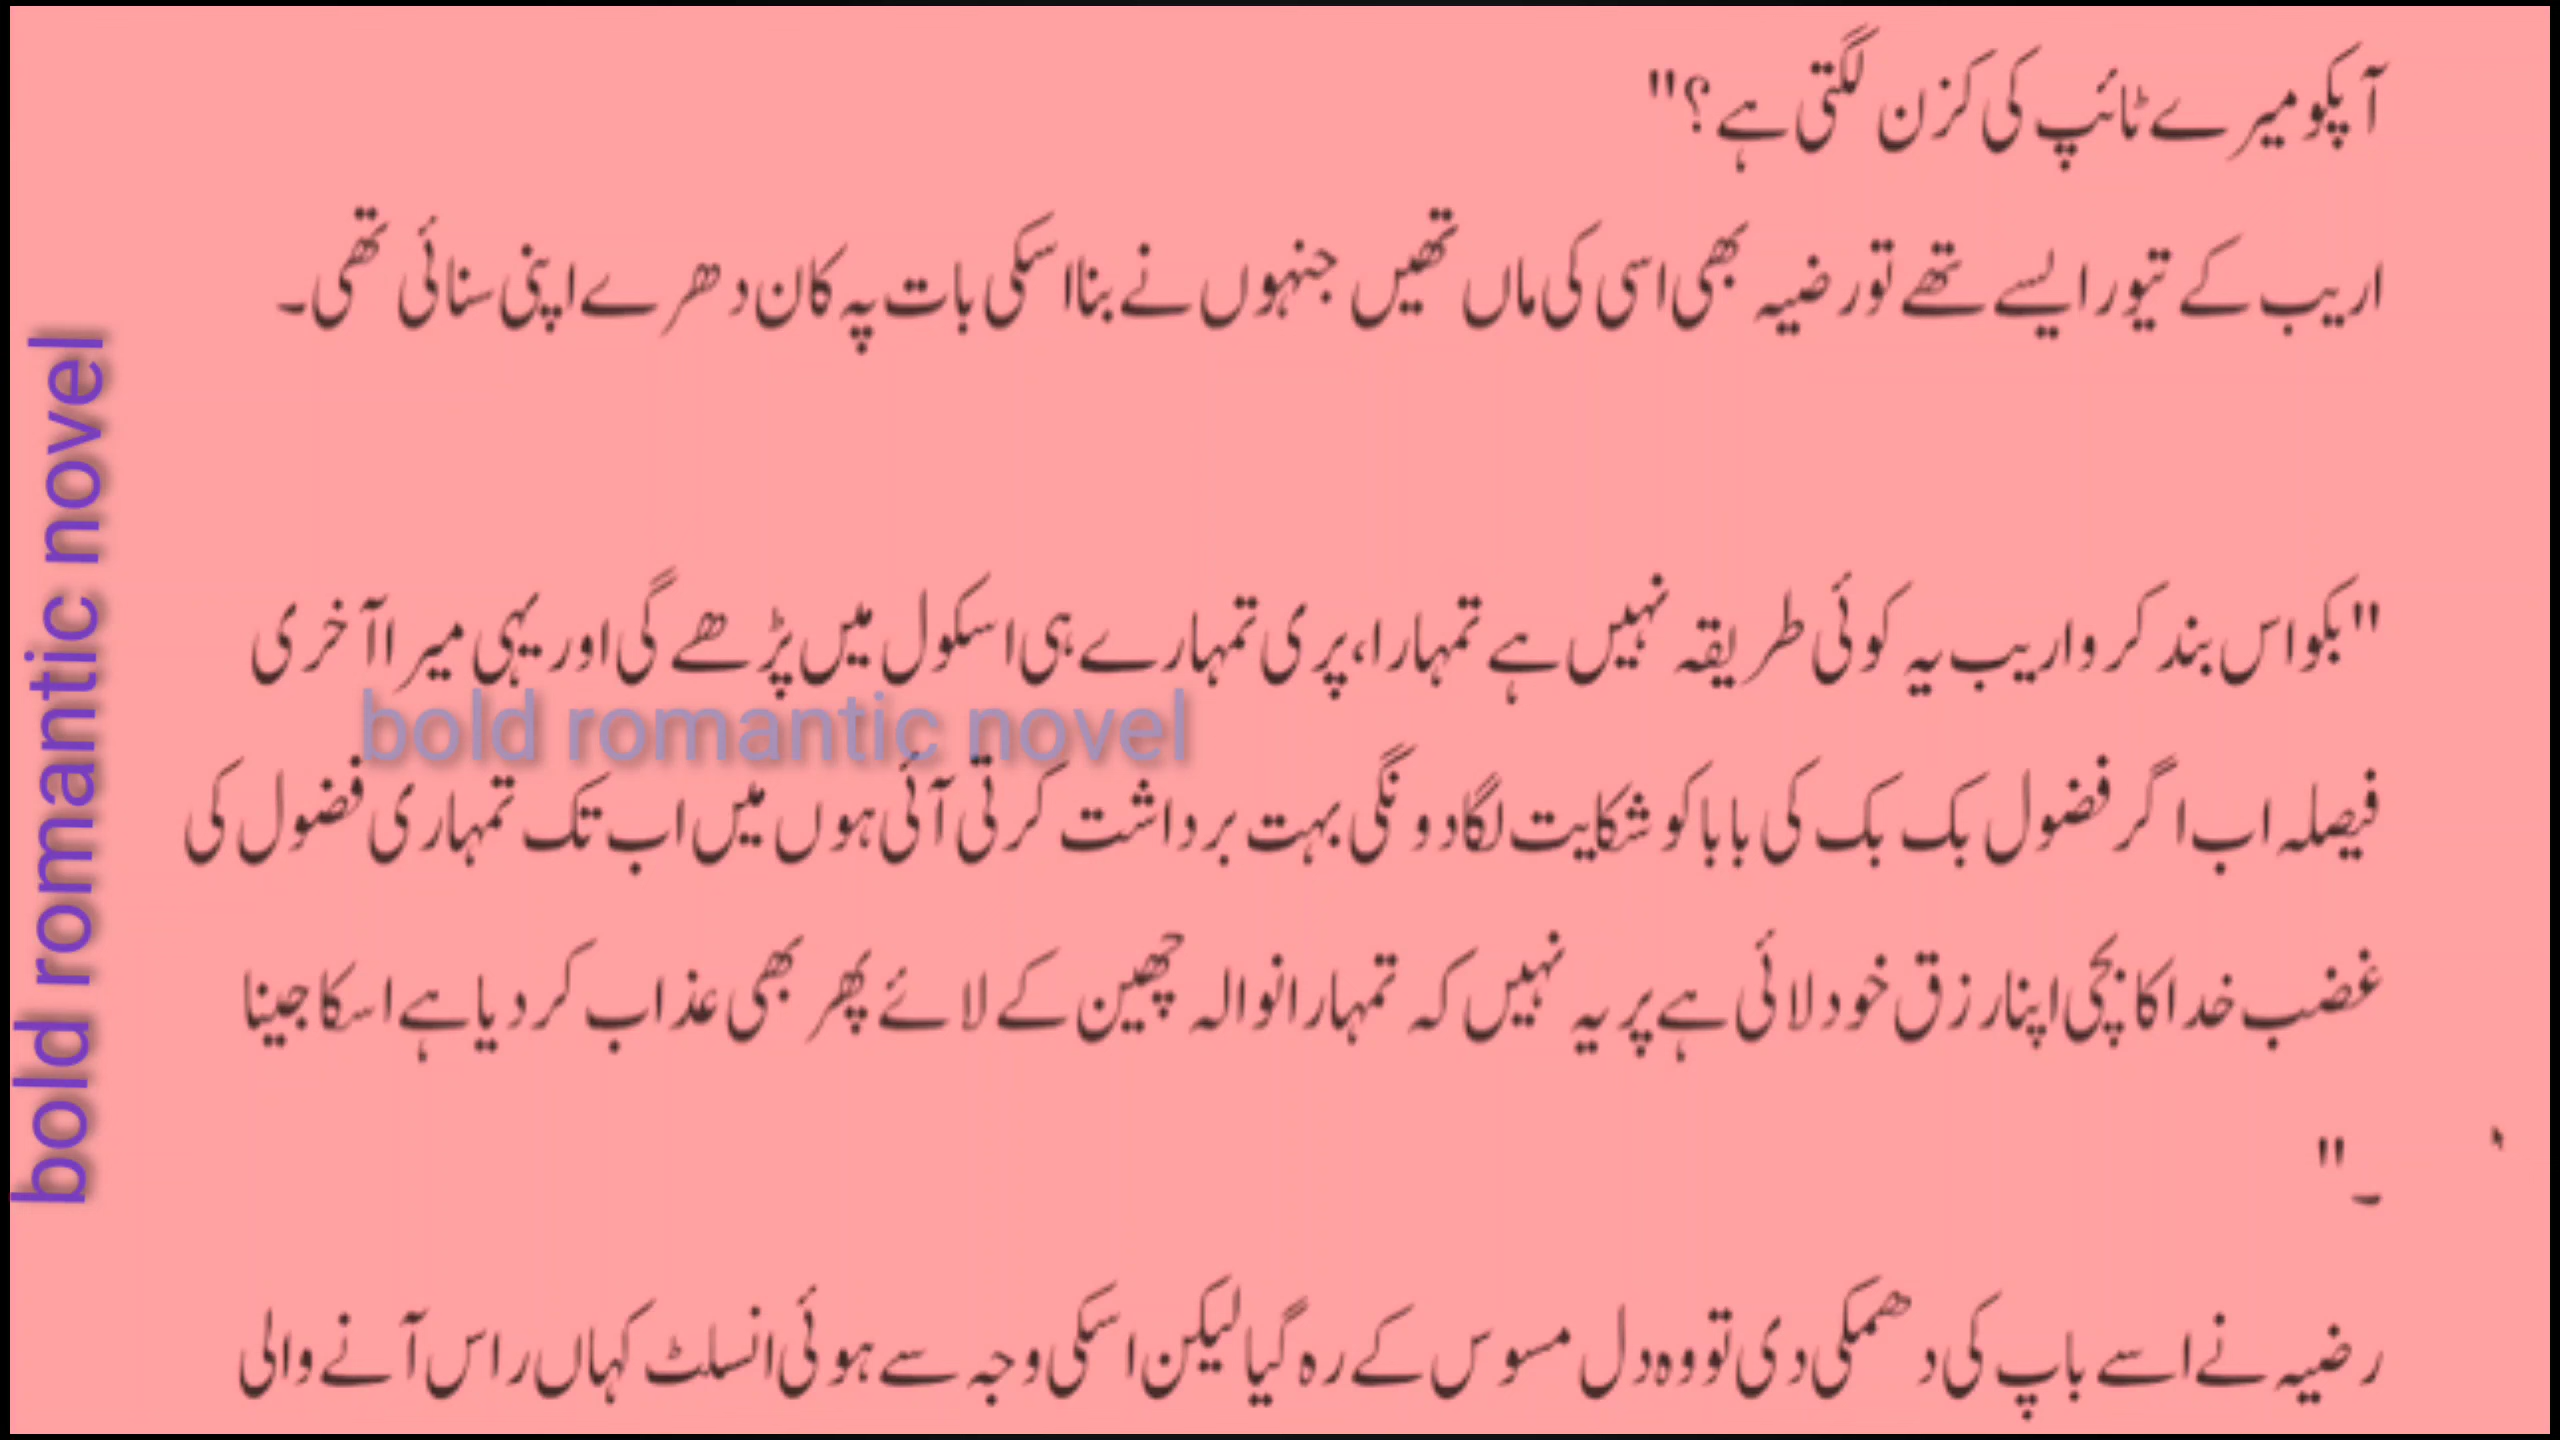 آپکو میرے ٹائپ کی کزن لگتی ہے؟"
اریب کے تیور ایسے تھے تو رضیہ بھی اسی کی ماں تھیں جنہوں نے بنا اسکی بات پہ کان دھرے اپنی سنائی تھی۔
"بکواس بند کرو اریب یہ کوئی طریقہ نہیں ہے تمہارا، پری تمہارے ہی اسکول میں پڑھے گی اور یہی میرا آخری
فیصلہ اب اگر فضول بک بک کی بابا کو شکایت لگا دونگی بہت برداشت کرتی آئی ہوں میں اب تک تمہاری فضول کی
غضب خدا کا بچی اپنا رزق خود لائی ہے پر یہ نہیں کہ تمہارا نوالہ چھین کے لائے پھر بھی عذاب کر دیا ہے اسکا جینا
۔"
رضیہ نے اسے باپ کی دھمکی دی تو وہ دل مسوس کے رہ گیا لیکن اسکی وجہ سے ہوئی انسلٹ کہاں راس آنے والی
bold romantic novel
bold romantic novel